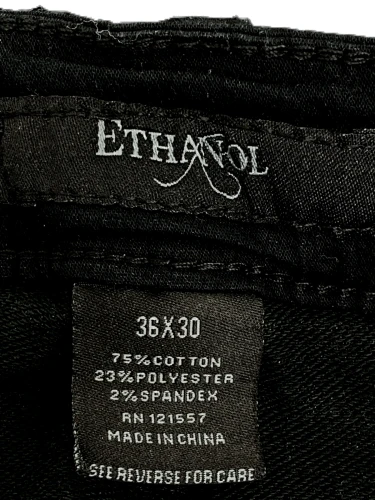 ETHANOL
36X30
75%COTTON
23%POLYESTER
2%SPANDEX
RN 121557
MADE IN CHINA
SEE REVERSE FOR CARE